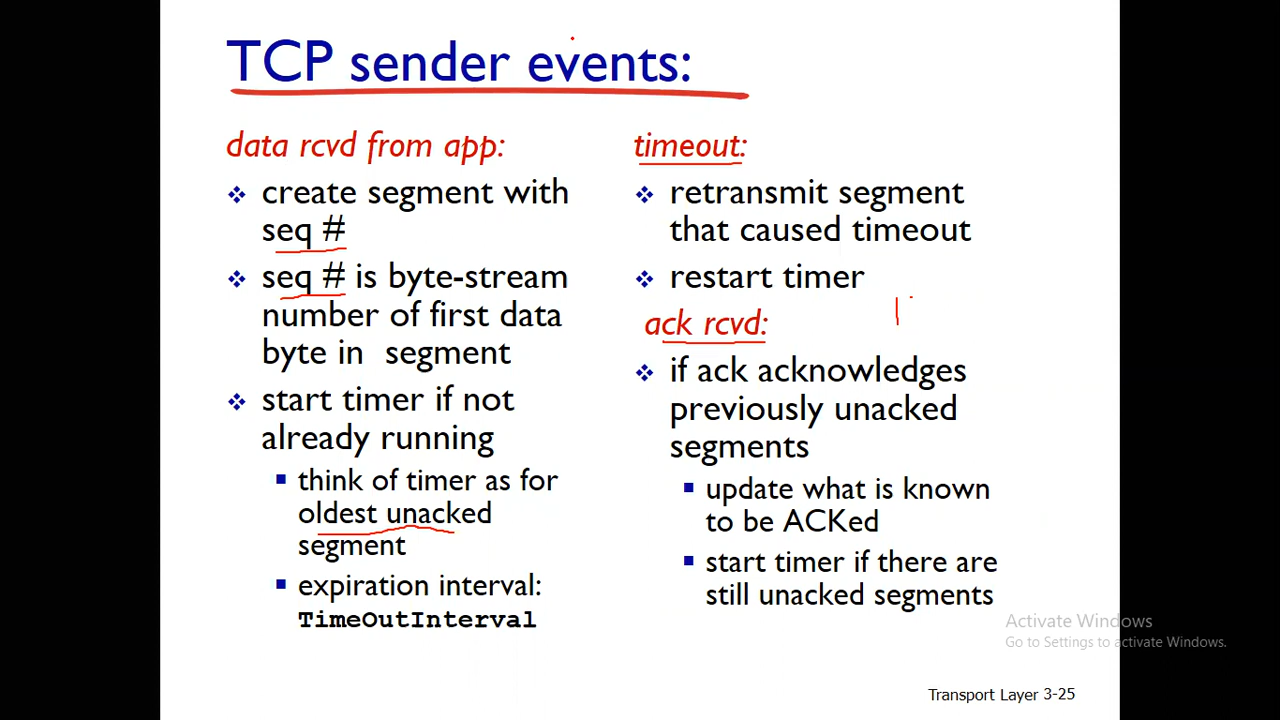 TCP sender events:
data rcvd from app:
❖ create segment with
seq #
❖ seq # is byte-stream
number of first data
byte in segment
❖ start timer if not
already running
▪ think of timer as for
oldest unacked
segment
▪ expiration interval:
TimeOutInterval
timeout:
❖ retransmit segment
that caused timeout
❖ restart timer
ack rcvd:
❖ if ack acknowledges
previously unacked
segments
▪ update what is known
to be ACKed
▪ start timer if there are
still unacked segments
Activate Windows
Go to Settings to activate Windows.
Transport Layer 3-25